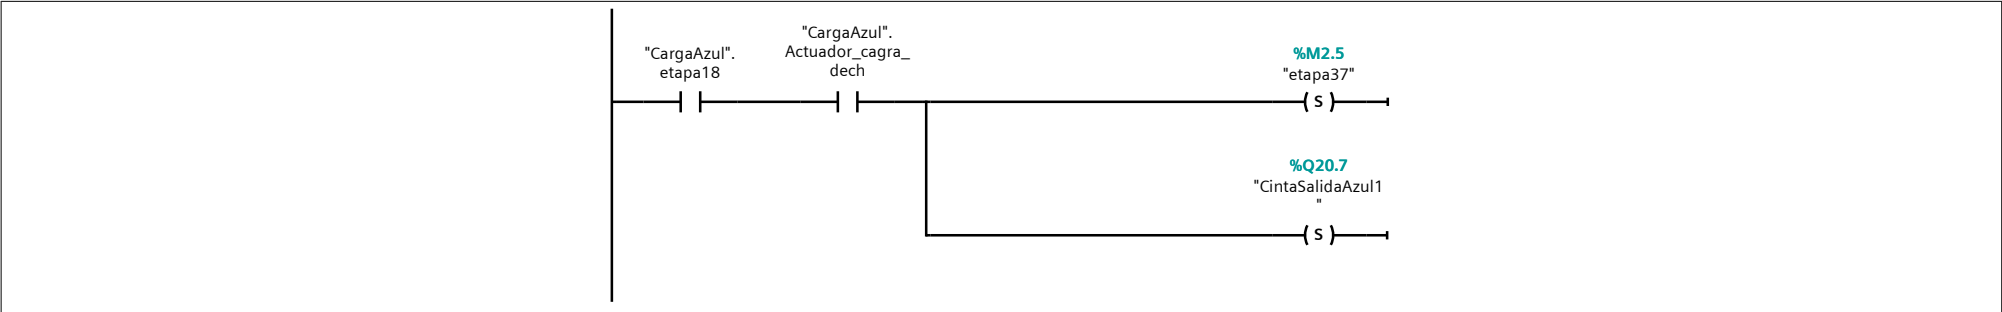 "CargaAzul".
etapa18
"CargaAzul".
Actuador_cagra_
dech
%M2.5
"etapa37"
S
%Q20.7
"CintaSalidaAzul1
"
S